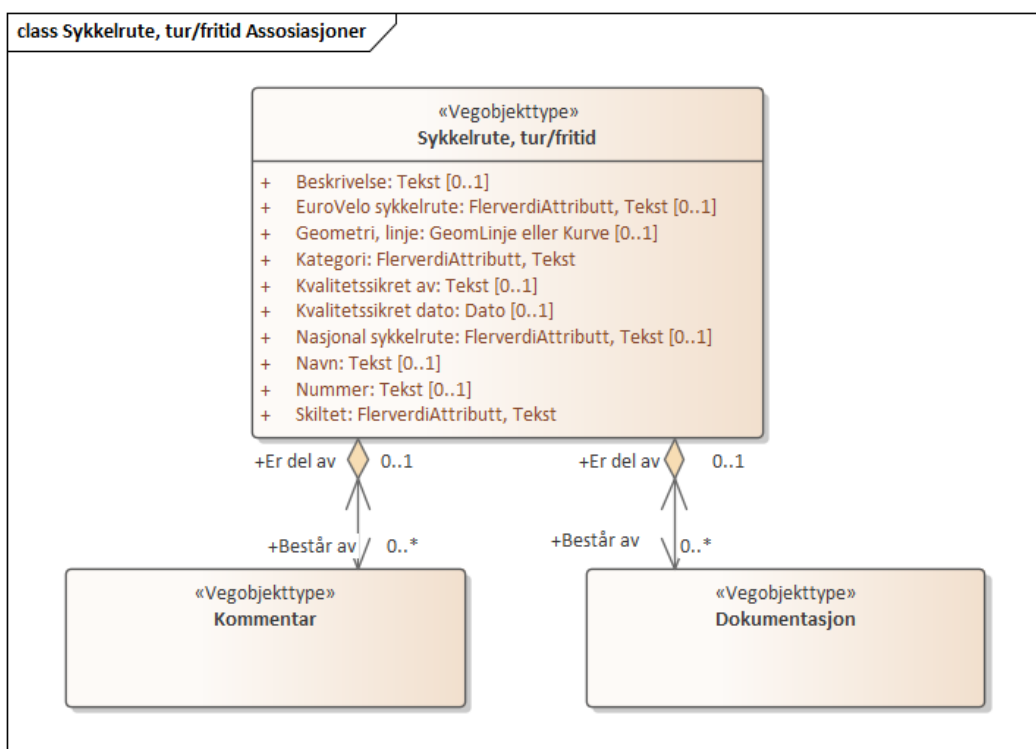 class Sykkelrute, tur/fritid Assosiasjoner
«Vegobjekttype»
Sykkelrute, tur/fritid
+ Beskrivelse: Tekst [0..1]
+ EuroVelo sykkelrute: FlerverdiAttributt, Tekst [0..1]
+ Geometri, linje: GeomLinje eller Kurve [0..1]
+ Kategori: FlerverdiAttributt, Tekst
+ Kvalitetssikret av: Tekst [0..1]
+ Kvalitetssikret dato: Dato [0..1]
+ Nasjonal sykkelrute: FlerverdiAttributt, Tekst [0..1]
+ Navn: Tekst [0..1]
+ Nummer: Tekst [0..1]
+ Skiltet: FlerverdiAttributt, Tekst
+Er del av 0..1 +Er del av 0..1
+Består av 0..* +Består av 0..*
«Vegobjekttype»
Kommentar
«Vegobjekttype»
Dokumentasjon